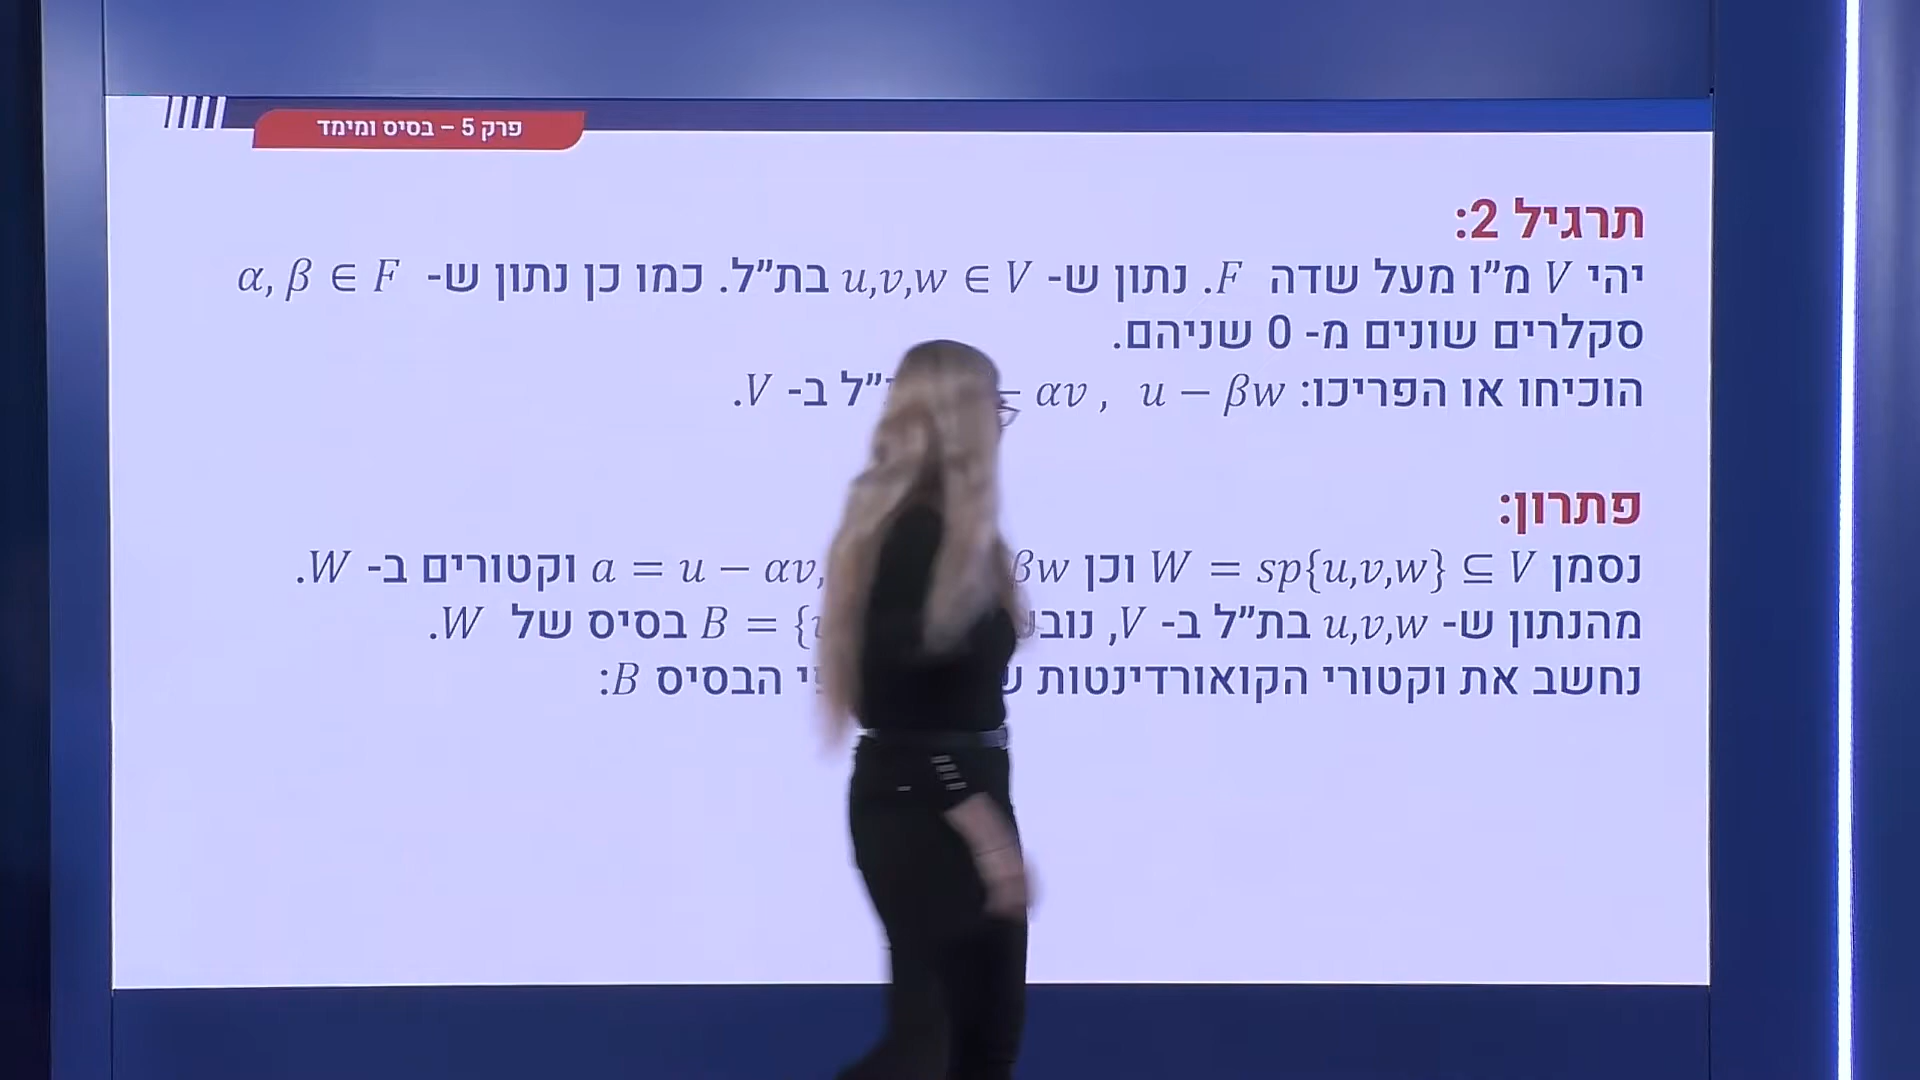 פרק 5 – בסיס ומימד
תרגיל 2:
יהי V מ"ו מעל שדה F. נתון ש- u,v,w ∈ V בת"ל. כמו כן נתון ש- α, β ∈ F
סקלרים שונים מ- 0 שניהם.
הוכיחו או הפריכו: u − βw , − αv "ל ב- V.
פתרון:
נסמן W = sp{u,v,w} ⊆ V וכן βw a = u − αv, וקטורים ב- W.
מהנתון ש- u,v,w בת"ל ב- V, B = { בסיס של W.
נחשב את וקטורי הקואורדינטות הבסיס B: